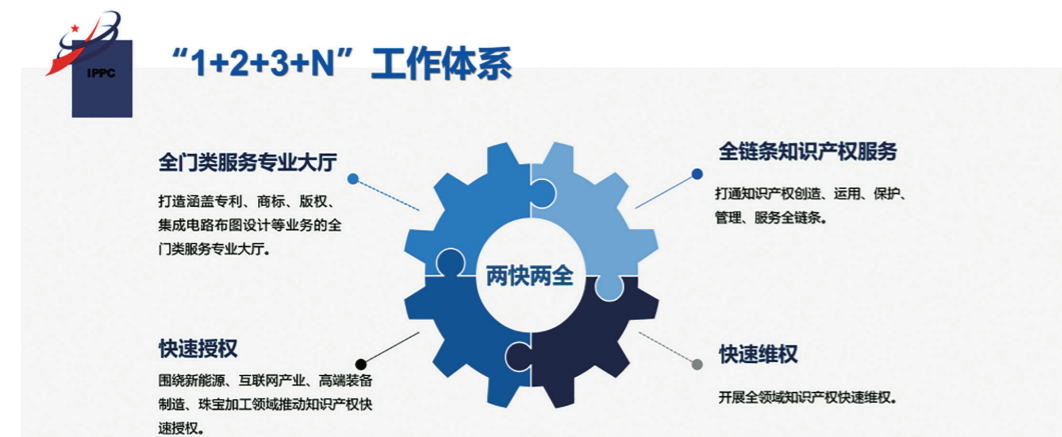 IPPC
“1+2+3+N”工作体系
全门类服务专业大厅
打造涵盖专利、商标、版权、
集成电路布图设计等业务的全
门类服务专业大厅。
全链条知识产权服务
打通知识产权创造、运用、保护、
管理、服务全链条。
两快两全
快速授权
围绕新能源、互联网产业、高端装备
制造、珠宝加工领域推动知识产权快
速授权。
快速维权
开展全领域知识产权快速维权。